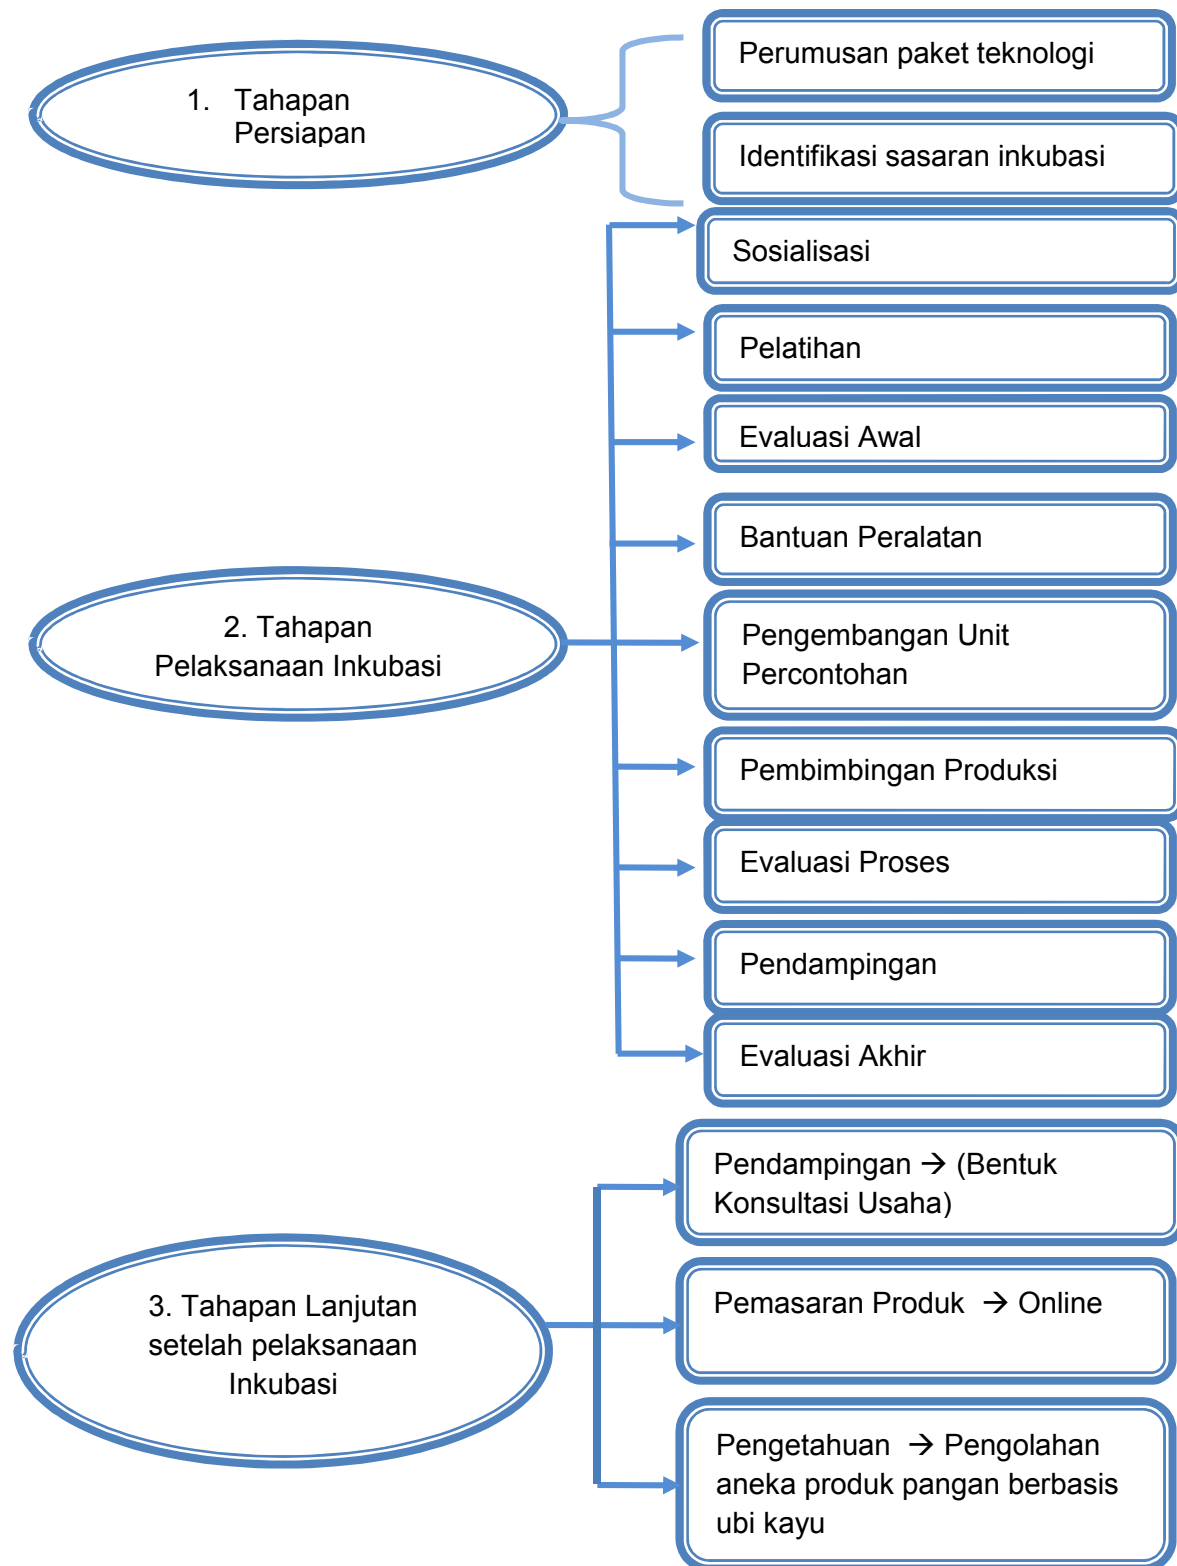 1. Tahapan
Persiapan
Perumusan paket teknologi
Identifikasi sasaran inkubasi
2. Tahapan
Pelaksanaan Inkubasi
Sosialisasi
Pelatihan
Evaluasi Awal
Bantuan Peralatan
Pengembangan Unit
Percontohan
Pembimbingan Produksi
Evaluasi Proses
Pendampingan
Evaluasi Akhir
3. Tahapan Lanjutan
setelah pelaksanaan
Inkubasi
Pendampingan → (Bentuk
Konsultasi Usaha)
Pemasaran Produk → Online
Pengetahuan → Pengolahan
aneka produk pangan berbasis
ubi kayu